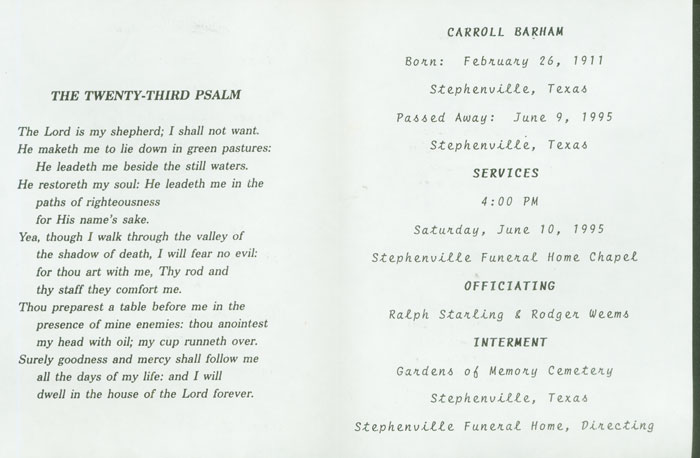 THE TWENTY-THIRD PSALM
The Lord is my shepherd; I shall not want.
He maketh me to lie down in green pastures:
He leadeth me beside the still waters.
He restoreth my soul: He leadeth me in the
paths of righteousness
for His name's sake.
Yea, though I walk through the valley of
the shadow of death, I will fear no evil:
for thou art with me, Thy rod and
thy staff they comfort me.
Thou preparest a table before me in the
presence of mine enemies: thou anointest
my head with oil; my cup runneth over.
Surely goodness and mercy shall follow me
all the days of my life: and I will
dwell in the house of the Lord forever.
CARROLL BARHAM
Born: February 26, 1911
Stephenville, Texas
Passed Away: June 9, 1995
Stephenville, Texas
SERVICES
4:00 PM
Saturday, June 10, 1995
Stephenville Funeral Home Chapel
OFFICIATING
Ralph Starling & Rodger Weems
INTERMENT
Gardens of Memory Cemetery
Stephenville, Texas
Stephenville Funeral Home, Directing